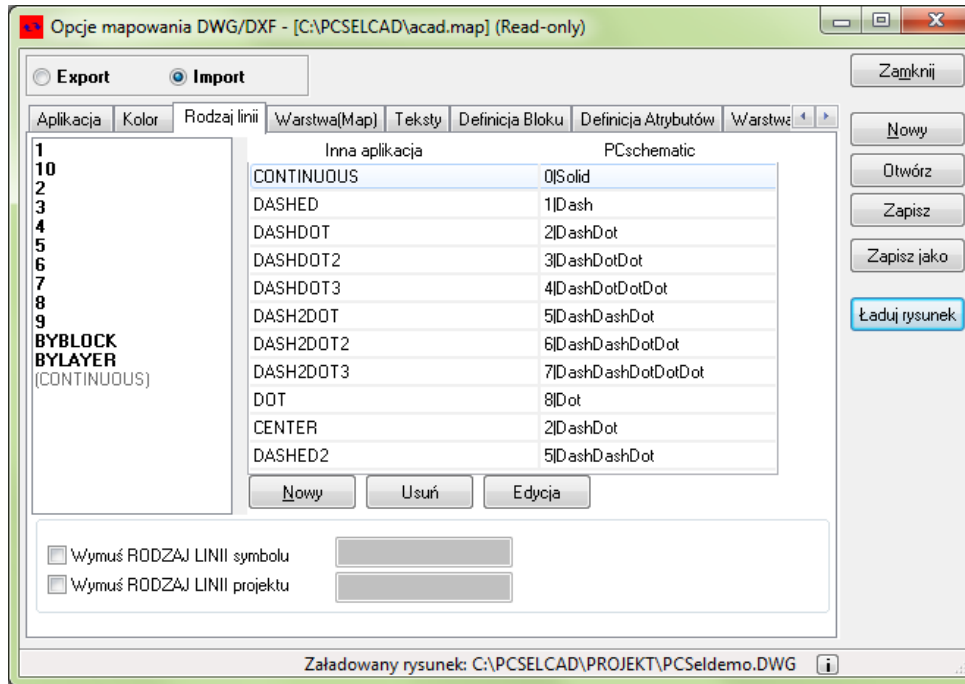 Opcje mapowania DWG/DXF - [C:\PCSELCAD\acad.map] (Read-only)
Export Import
Zamknij
Nowy
Otwórz
Zapisz
Zapisz jako
Ładuj rysunek
Aplikacja Kolor Rodzaj linii Warstwa(Map) Teksty Definicja Bloku Definicja Atrybutów Warstwa
1
10
2
3
4
5
6
7
8
9
BYBLOCK
BYLAYER
(CONTINUOUS)
Inna aplikacja PCschematic
CONTINUOUS 0|Solid
DASHED 1|Dash
DASHDOT 2|DashDot
DASHDOT2 3|DashDotDot
DASHDOT3 4|DashDotDotDot
DASH2DOT 5|DashDashDot
DASH2DOT2 6|DashDashDotDot
DASH2DOT3 7|DashDashDotDotDot
DOT 8|Dot
CENTER 2|DashDot
DASHED2 5|DashDashDot
Nowy Usuń Edycja
Wymuś RODZAJ LINII symbolu
Wymuś RODZAJ LINII projektu
Załadowany rysunek: C:\PCSELCAD\PROJEKT\PCSeldemo.DWG i